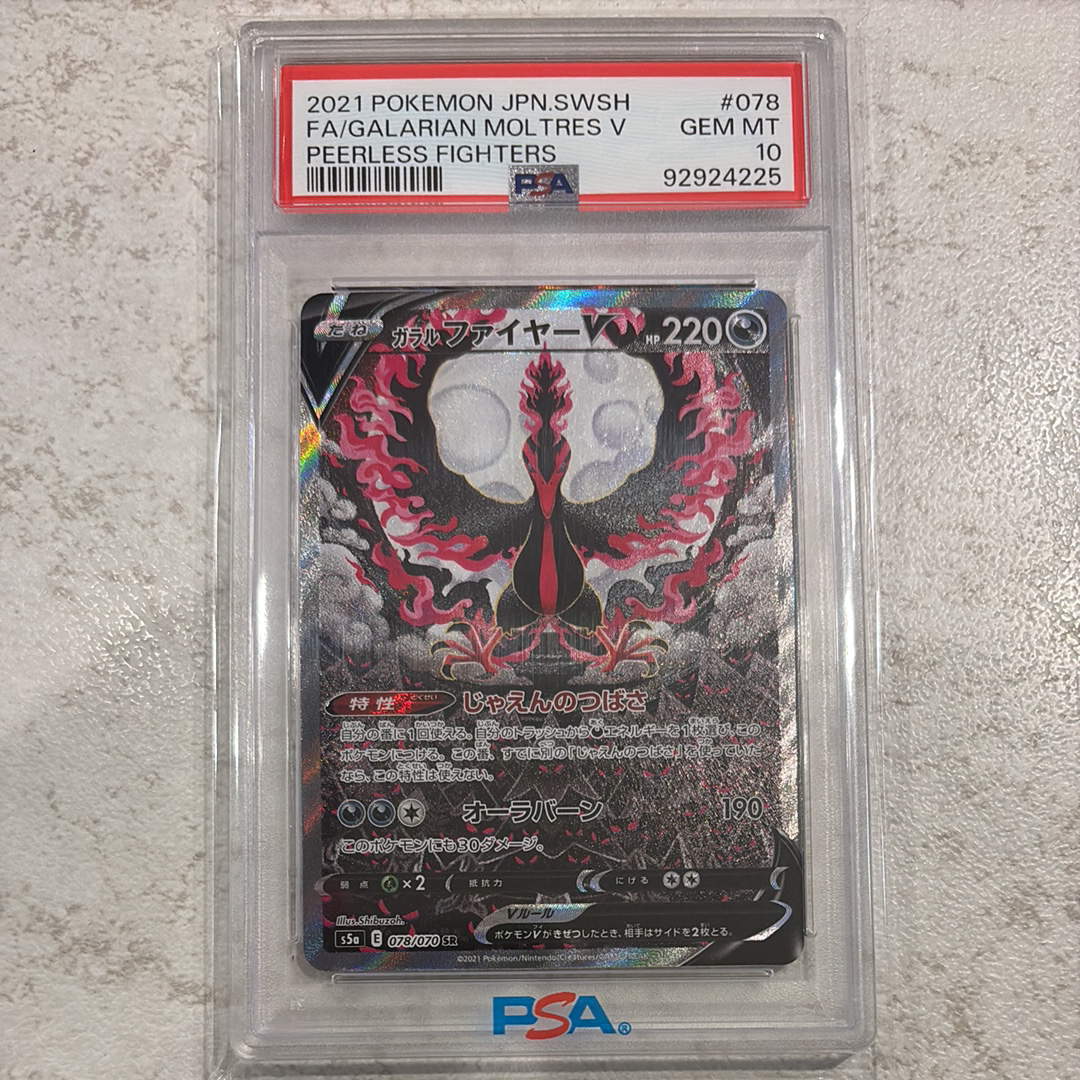 2021 POKEMON JPN.SWSH #078
FA/GALARIAN MOLTRES V GEM MT
PEERLESS FIGHTERS 10
PSA 92924225
たね ガラル ファイヤーV HP 220
特性 とくせい じゃえんのつばさ
自分の番に1回使える。自分のトラッシュからエネルギーを1枚選び、この
ポケモンにつける。この番、すでに別の「じゃえんのつばさ」を使っていた
なら、この特性は使えない。
オーラバーン 190
このポケモンにも30ダメージ。
弱点 ×2 抵抗力 にげる
Illus. Shibuzoh.
Vルール
s5a E 078/070 SR ポケモンVがきぜつしたとき、相手はサイドを2枚とる。
©2021 Pokémon/Nintendo/Creatures/
PSA®